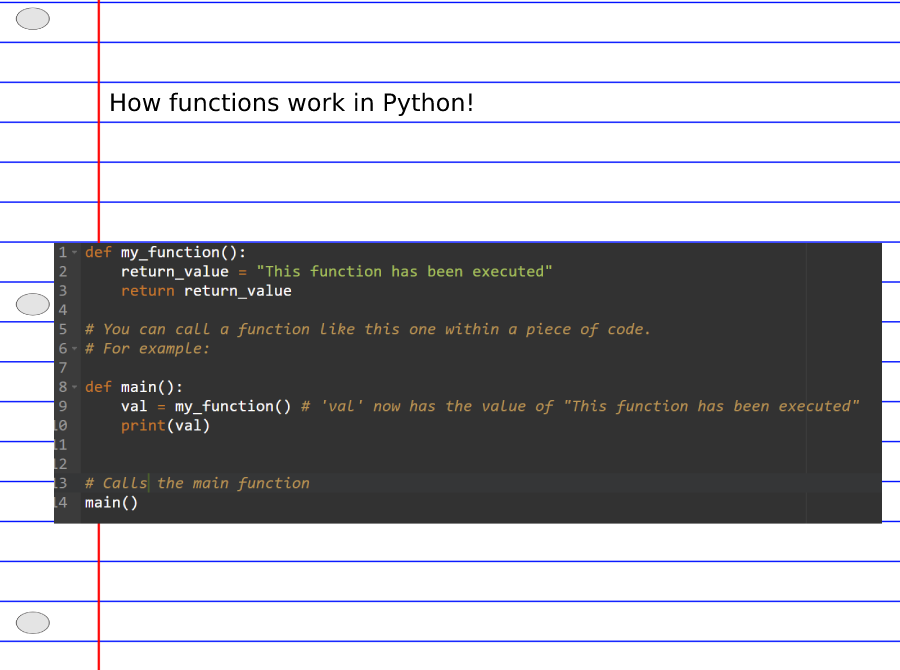 How functions work in Python!
1 def my_function():
2     return_value = "This function has been executed"
3     return return_value
4
5 # You can call a function like this one within a piece of code.
6 # For example:
7
8 def main():
9     val = my_function() # 'val' now has the value of "This function has been executed"
10     print(val)
11
12
13 # Calls the main function
14 main()